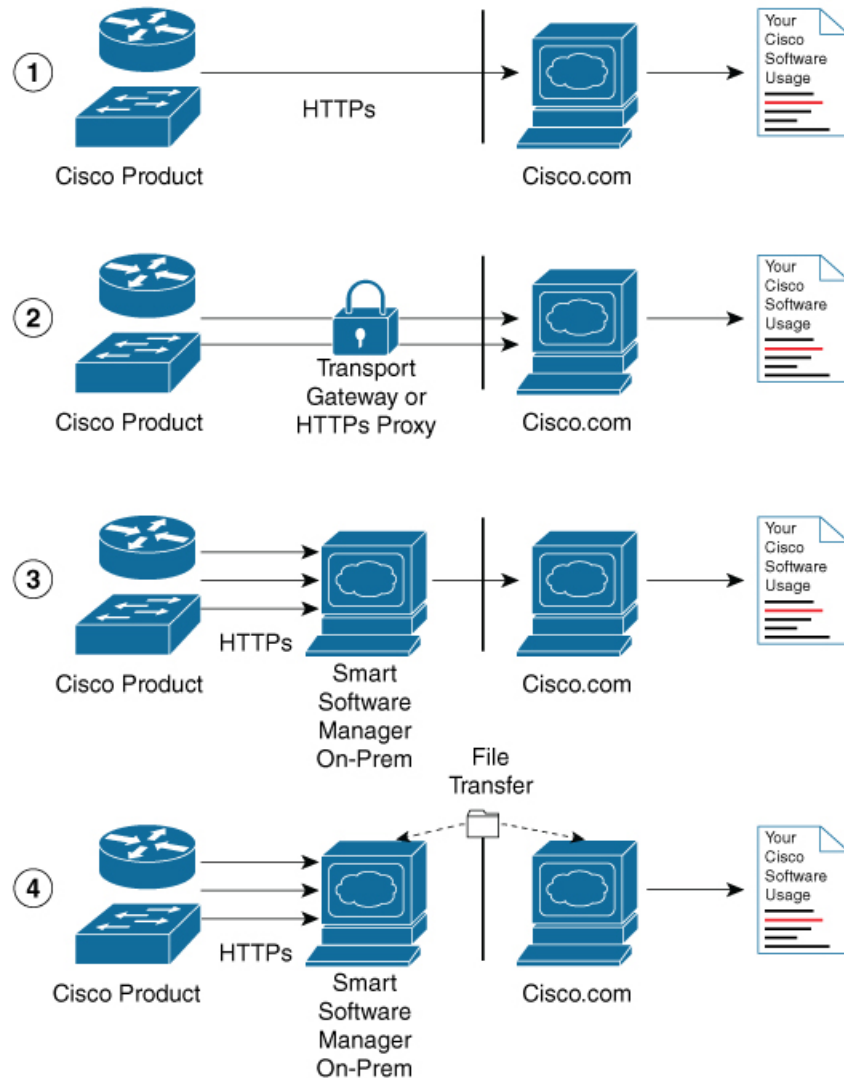 1
HTTPs
Cisco Product
Cisco.com
Your
Cisco
Software
Usage
2
Transport
Gateway or
HTTPs Proxy
Cisco Product
Cisco.com
Your
Cisco
Software
Usage
3
HTTPs
Cisco Product
Smart
Software
Manager
On-Prem
Cisco.com
Your
Cisco
Software
Usage
File
Transfer
4
HTTPs
Cisco Product
Smart
Software
Manager
On-Prem
Cisco.com
Your
Cisco
Software
Usage